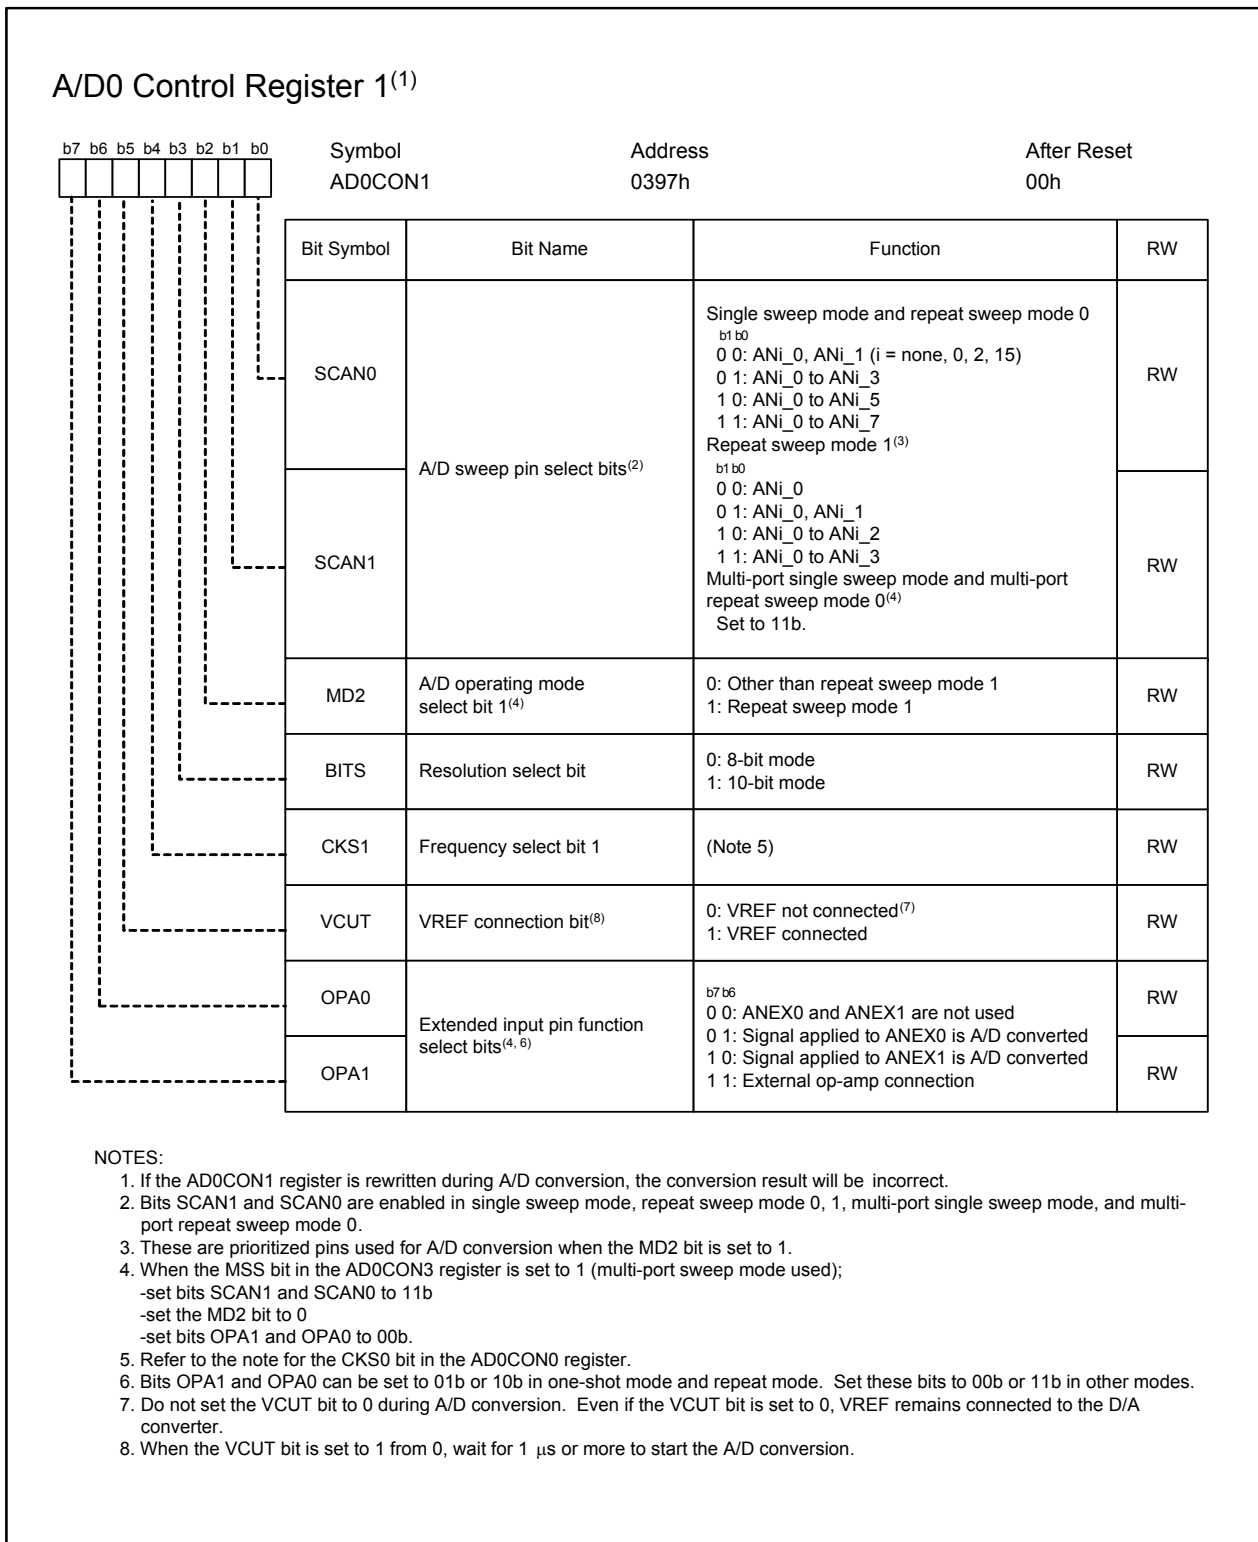 A/D0 Control Register 1(1)
b7 b6 b5 b4 b3 b2 b1 b0
Symbol Address After Reset
AD0CON1 0397h 00h
Bit Symbol Bit Name Function RW
SCAN0
A/D sweep pin select bits(2)
Single sweep mode and repeat sweep mode 0
b1 b0
0 0: ANi_0, ANi_1 (i = none, 0, 2, 15)
0 1: ANi_0 to ANi_3
1 0: ANi_0 to ANi_5
1 1: ANi_0 to ANi_7
Repeat sweep mode 1(3)
b1 b0
0 0: ANi_0
0 1: ANi_0, ANi_1
1 0: ANi_0 to ANi_2
1 1: ANi_0 to ANi_3
Multi-port single sweep mode and multi-port
repeat sweep mode 0(4)
Set to 11b.
RW
SCAN1
RW
MD2
A/D operating mode
select bit 1(4)
0: Other than repeat sweep mode 1
1: Repeat sweep mode 1
RW
BITS
Resolution select bit
0: 8-bit mode
1: 10-bit mode
RW
CKS1
Frequency select bit 1
(Note 5)
RW
VCUT
VREF connection bit(8)
0: VREF not connected(7)
1: VREF connected
RW
OPA0
Extended input pin function
select bits(4, 6)
b7 b6
0 0: ANEX0 and ANEX1 are not used
0 1: Signal applied to ANEX0 is A/D converted
1 0: Signal applied to ANEX1 is A/D converted
1 1: External op-amp connection
RW
OPA1
RW
NOTES:
1. If the AD0CON1 register is rewritten during A/D conversion, the conversion result will be incorrect.
2. Bits SCAN1 and SCAN0 are enabled in single sweep mode, repeat sweep mode 0, 1, multi-port single sweep mode, and multi-
port repeat sweep mode 0.
3. These are prioritized pins used for A/D conversion when the MD2 bit is set to 1.
4. When the MSS bit in the AD0CON3 register is set to 1 (multi-port sweep mode used);
-set bits SCAN1 and SCAN0 to 11b
-set the MD2 bit to 0
-set bits OPA1 and OPA0 to 00b.
5. Refer to the note for the CKS0 bit in the AD0CON0 register.
6. Bits OPA1 and OPA0 can be set to 01b or 10b in one-shot mode and repeat mode. Set these bits to 00b or 11b in other modes.
7. Do not set the VCUT bit to 0 during A/D conversion. Even if the VCUT bit is set to 0, VREF remains connected to the D/A
converter.
8. When the VCUT bit is set to 1 from 0, wait for 1 μs or more to start the A/D conversion.